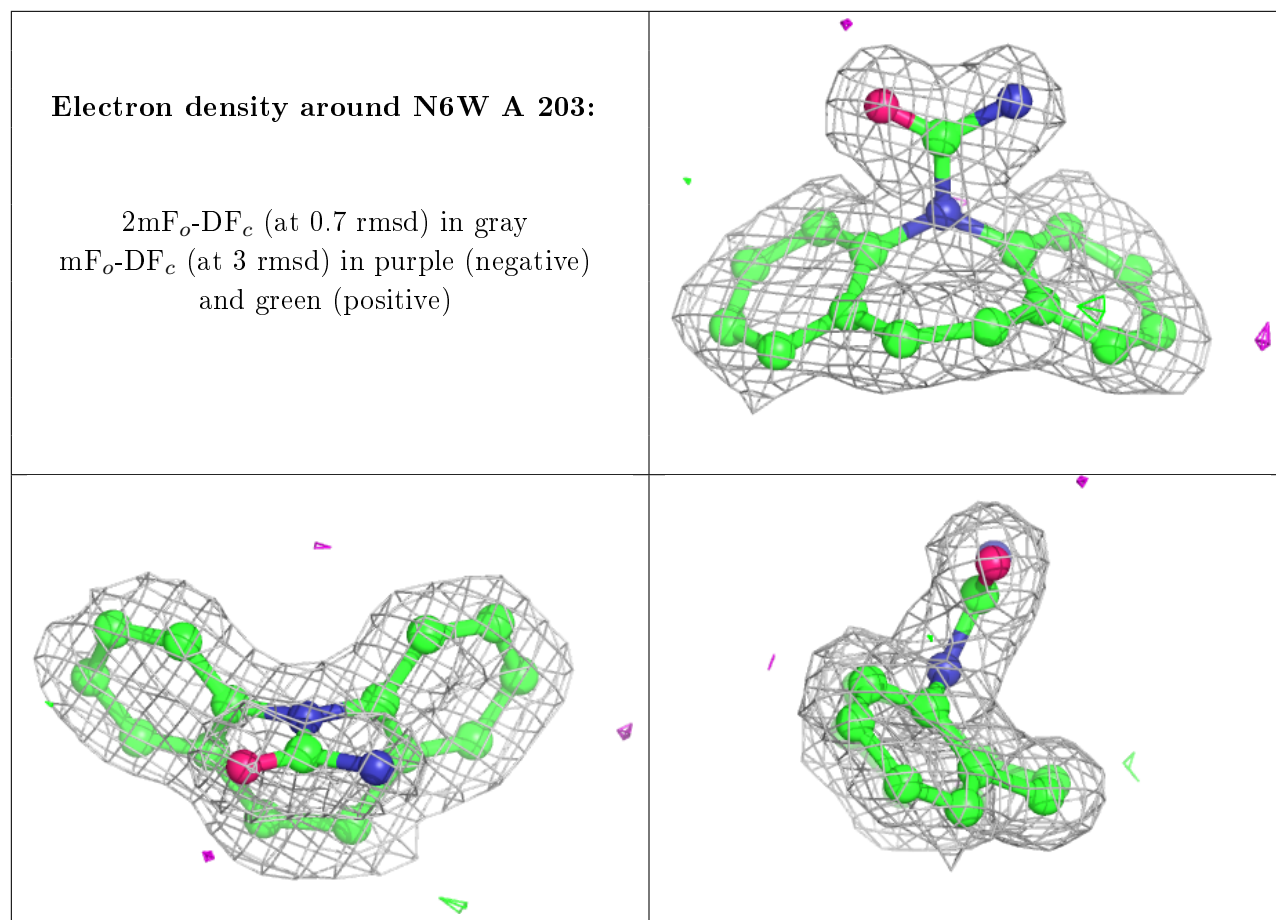 Electron density around N6W A 203:
2mFₒ-DF𝒸 (at 0.7 rmsd) in gray
mFₒ-DF𝒸 (at 3 rmsd) in purple (negative)
and green (positive)